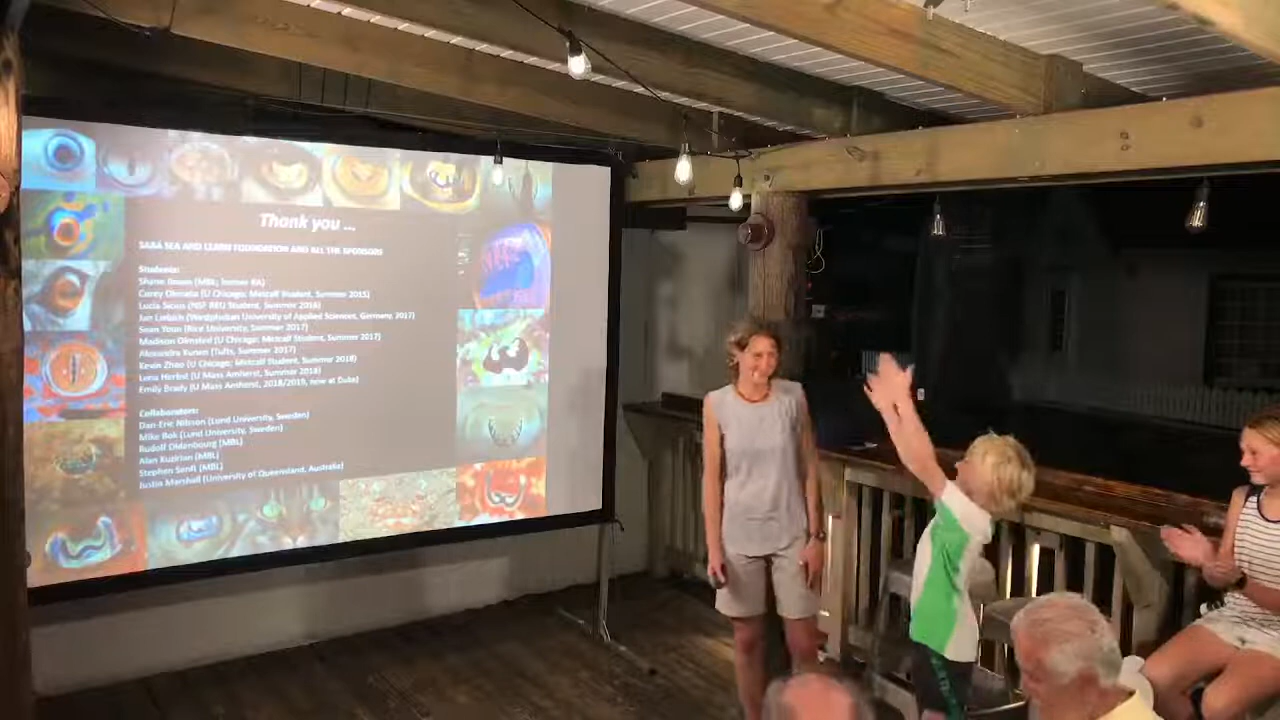 Thank you ...
SABA SEA AND LEARN FOUNDATION AND ALL THE SPONSORS
Students:
(MBL; former RA)
Corey (U Chicago; Metcalf Student, Summer 2015)
Lucia (NSF REU Student, Summer 2016)
Jan (Westphalian University of Applied Sciences, Germany, 2017)
Sean Youn (Rice University, Summer 2017)
Madison Olmsted (U Chicago; Metcalf Student, Summer 2017)
Alexandra (Tufts, Summer 2017)
Kevin Zhao (U Chicago; Metcalf Student, Summer 2018)
Lena Herbst (U Mass Amherst, Summer 2018)
Emily Brady (U Mass Amherst, 2018/2019, now at Duke)
Collaborators:
Dan-Eric Nilsson (Lund University, Sweden)
Mike Bok (Lund University, Sweden)
Rudolf Oldenbourg (MBL)
Alan Kuzirian (MBL)
Stephen Senft (MBL)
Justin Marshall (University of Queensland, Australia)